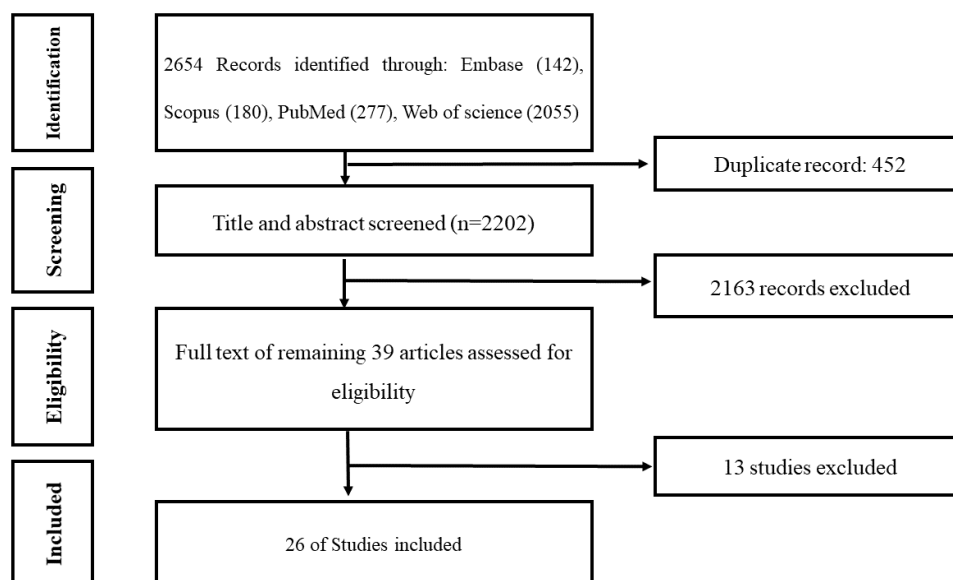 Identification
2654 Records identified through: Embase (142),
Scopus (180), PubMed (277), Web of science (2055)
Duplicate record: 452
Screening
Title and abstract screened (n=2202)
2163 records excluded
Eligibility
Full text of remaining 39 articles assessed for
eligibility
13 studies excluded
Included
26 of Studies included